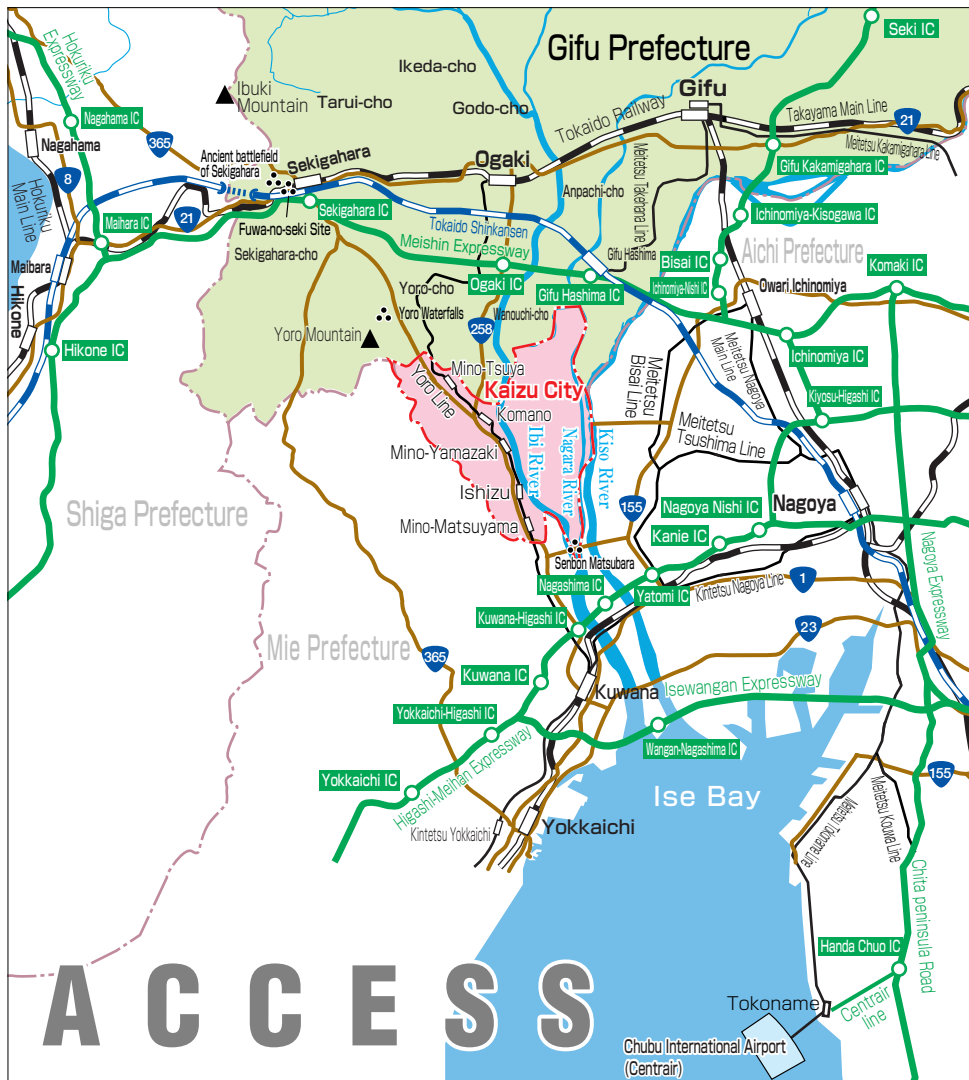 Hokuriku
Expressway
Seki IC
Gifu Prefecture
Ikeda-cho
Ibuki
Mountain
Tarui-cho
Godo-cho
Gifu
Nagahama IC
Tokaido Railway
Takayama Main Line
21
Meitetsu Kakamigahara Line
365
Nagahama
Ancient battlefield
of Sekigahara
Sekigahara
Ogaki
Meitetsu Takehana Line
Gifu Kakamigahara IC
8
Hokuriku
Main Line
Anpachi-cho
21
Maihara IC
Sekigahara IC
Ichinomiya-Kisogawa IC
Fuwa-no-seki Site
Tokaido Shinkansen
Meishin Expressway
Sekigahara-cho
Gifu Hashima
Bisai IC
Aichi Prefecture
Maibara
Komaki IC
Yoro-cho
Ogaki IC
Gifu Hashima IC
Ichinomiya-Nishi IC
Owari Ichinomiya
Hikone
Yoro Waterfalls
Wanouchi-cho
258
Yoro Mountain
Hikone IC
Ichinomiya IC
Meitetsu Nagoya
Main Line
Meitetsu
Bisai Line
Mino-Tsuya
Yoro Line
Kaizu City
Kiyosu-Higashi IC
Komano
Meitetsu
Tsushima Line
Mino-Yamazaki
Ibi River
Nagara River
Kiso River
Ishizu
155
Nagoya Nishi IC
Nagoya
Shiga Prefecture
Mino-Matsuyama
Kanie IC
Senbon Matsubara
Nagashima IC
Yatomi IC
Kintetsu Nagoya Line
1
Nagoya Expressway
Kuwana-Higashi IC
23
Mie Prefecture
365
Kuwana IC
Kuwana
Isewangan Expressway
Yokkaichi-Higashi IC
Wangan-Nagashima IC
Yokkaichi IC
Higashi-Meihan Expressway
Ise Bay
155
Kintetsu Yokkaichi
Yokkaichi
Meitetsu Tokoname Line
Meitetsu Kouwa Line
Chita peninsula Road
Handa Chuo IC
Tokoname
Centrair
line
Chubu International Airport
(Centrair)
ACCESS